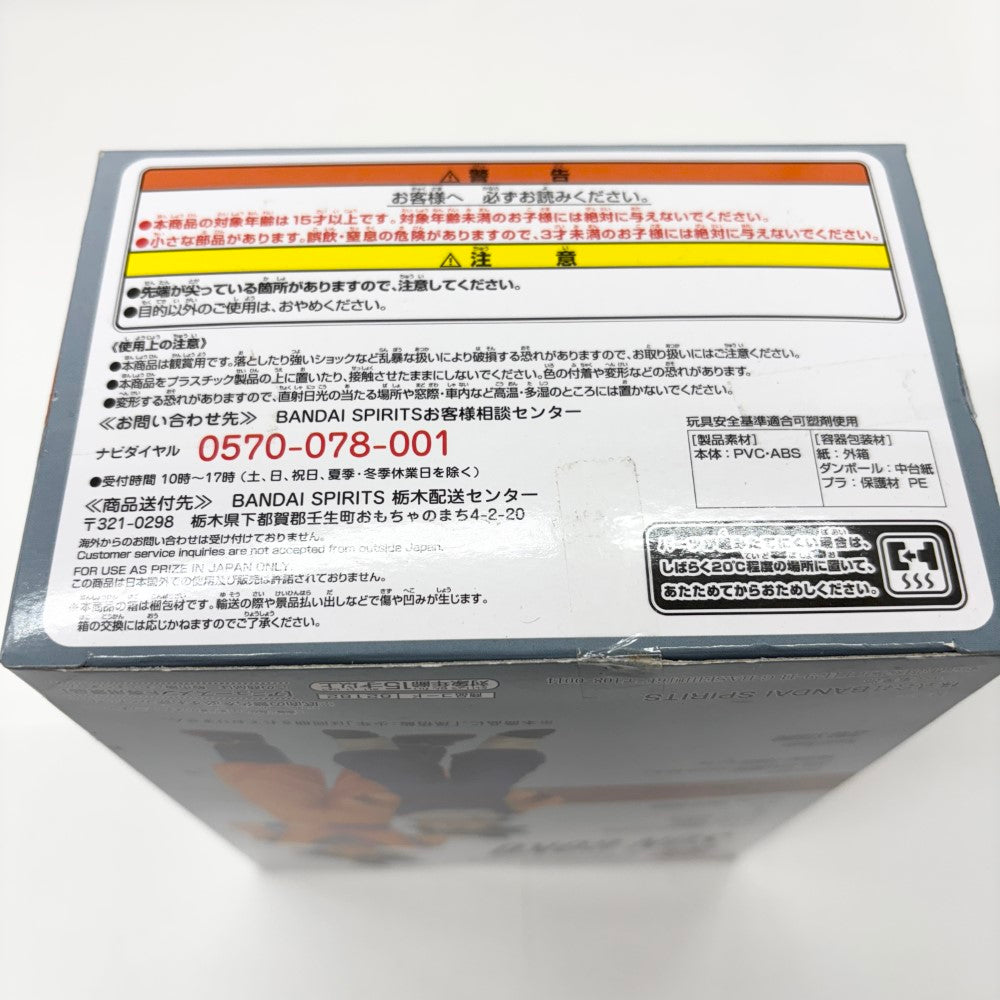 ⚠警告
お客様へ 必ずお読みください。
●本商品の対象年齢は15才以上です。対象年齢未満のお子様には絶対に与えないでください。
●小さな部品があります。誤飲・窒息の危険がありますので、3才未満のお子様には絶対に与えないでください。
⚠注意
●先端が尖っている箇所がありますので、注意してください。
●目的以外のご使用は、おやめください。
《使用上の注意》
●本商品は観賞用です。落としたり強いショックなど乱暴な扱いにより破損する恐れがありますので、お取り扱いにはご注意ください。
●本商品をプラスチック製品の上に置いたり、接触させたままにしないでください。色の付着や変形などの恐れがあります。
●変形する恐れがありますので、直射日光の当たる場所や窓際・車内など高温・多湿のところには置かないでください。
≪お問い合わせ先≫ BANDAI SPIRITSお客様相談センター
ナビダイヤル 0570-078-001
●受付時間 10時～17時(土、日、祝日、夏季・冬季休業日を除く)
≪商品送付先≫ BANDAI SPIRITS 栃木配送センター
〒321-0298 栃木県下都賀郡壬生町おもちゃのまち4-2-20
海外からのお問い合わせは受け付けておりません。
Customer service inquiries are not accepted from outside Japan.
FOR USE AS PRIZE IN JAPAN ONLY.
この商品は日本国外での使用及び販売は許諾されておりません。
※本商品の箱は梱包材です。輸送の際や景品払い出しなどで傷や凹みが生じます。
箱の交換には応じかねますのでご了承ください。
玩具安全基準適合可塑剤使用
[製品素材]
本体:PVC・ABS
[容器包装材]
紙:外箱
ダンボール:中台紙
プラ:保護材 PE
パーツが組みたてにくい場合は、
しばらく20℃程度の場所に置いて、
あたためてからおためしください。
対象年齢15才以上
BANDAI SPIRITS